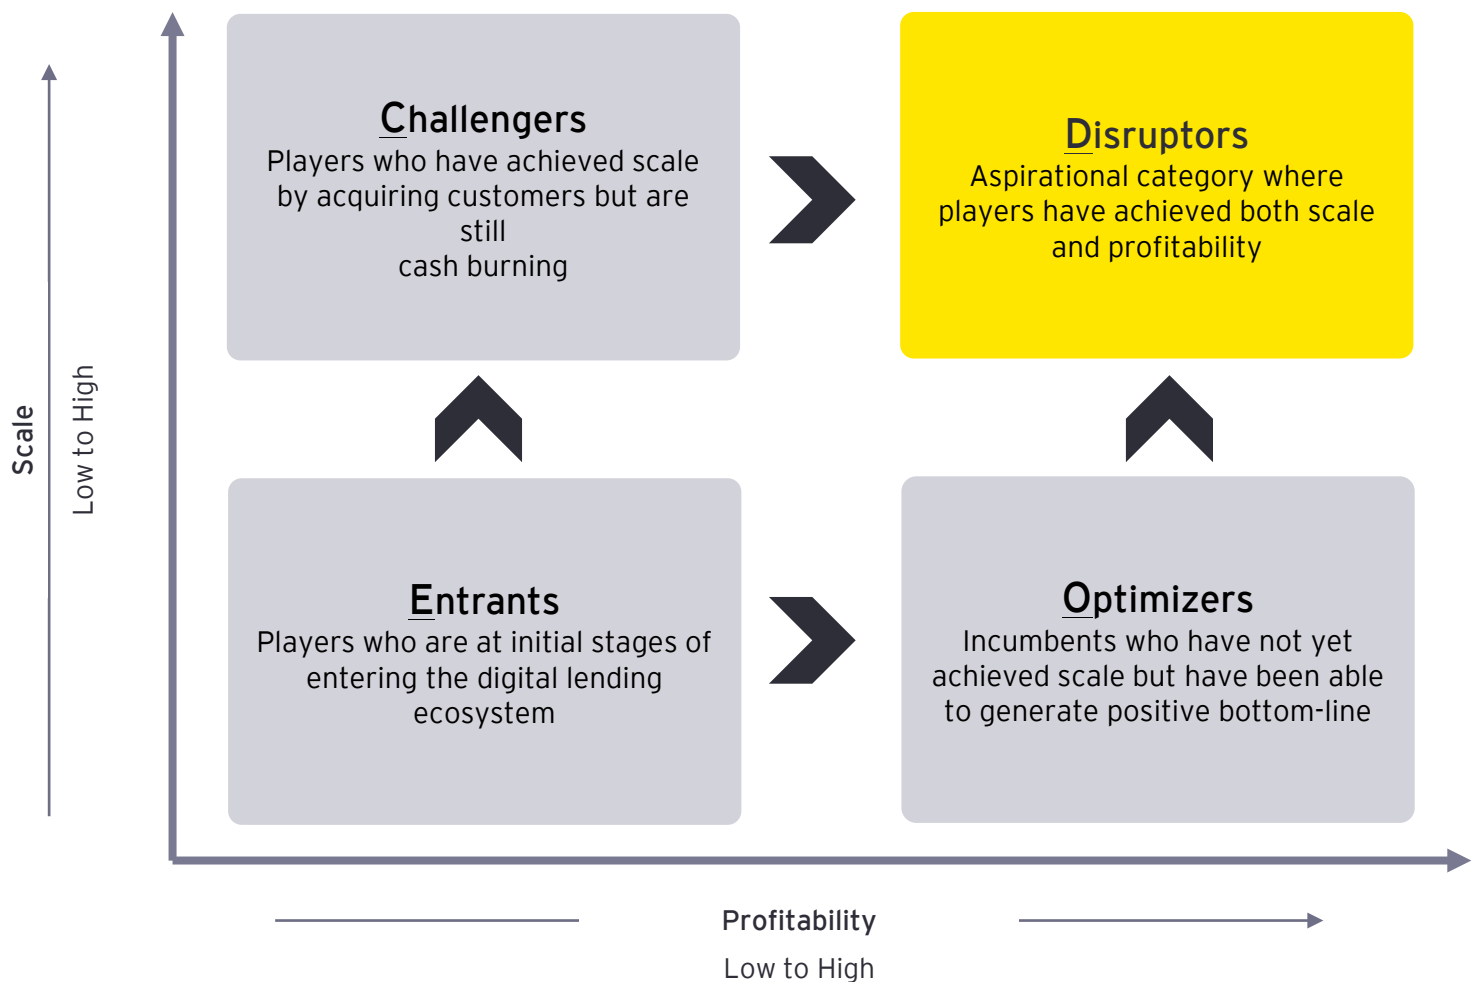 Challengers
Players who have achieved scale
by acquiring customers but are
still
cash burning
Disruptors
Aspirational category where
players have achieved both scale
and profitability
Scale
Low to High
Entrants
Players who are at initial stages of
entering the digital lending
ecosystem
Optimizers
Incumbents who have not yet
achieved scale but have been able
to generate positive bottom-line
Profitability
Low to High